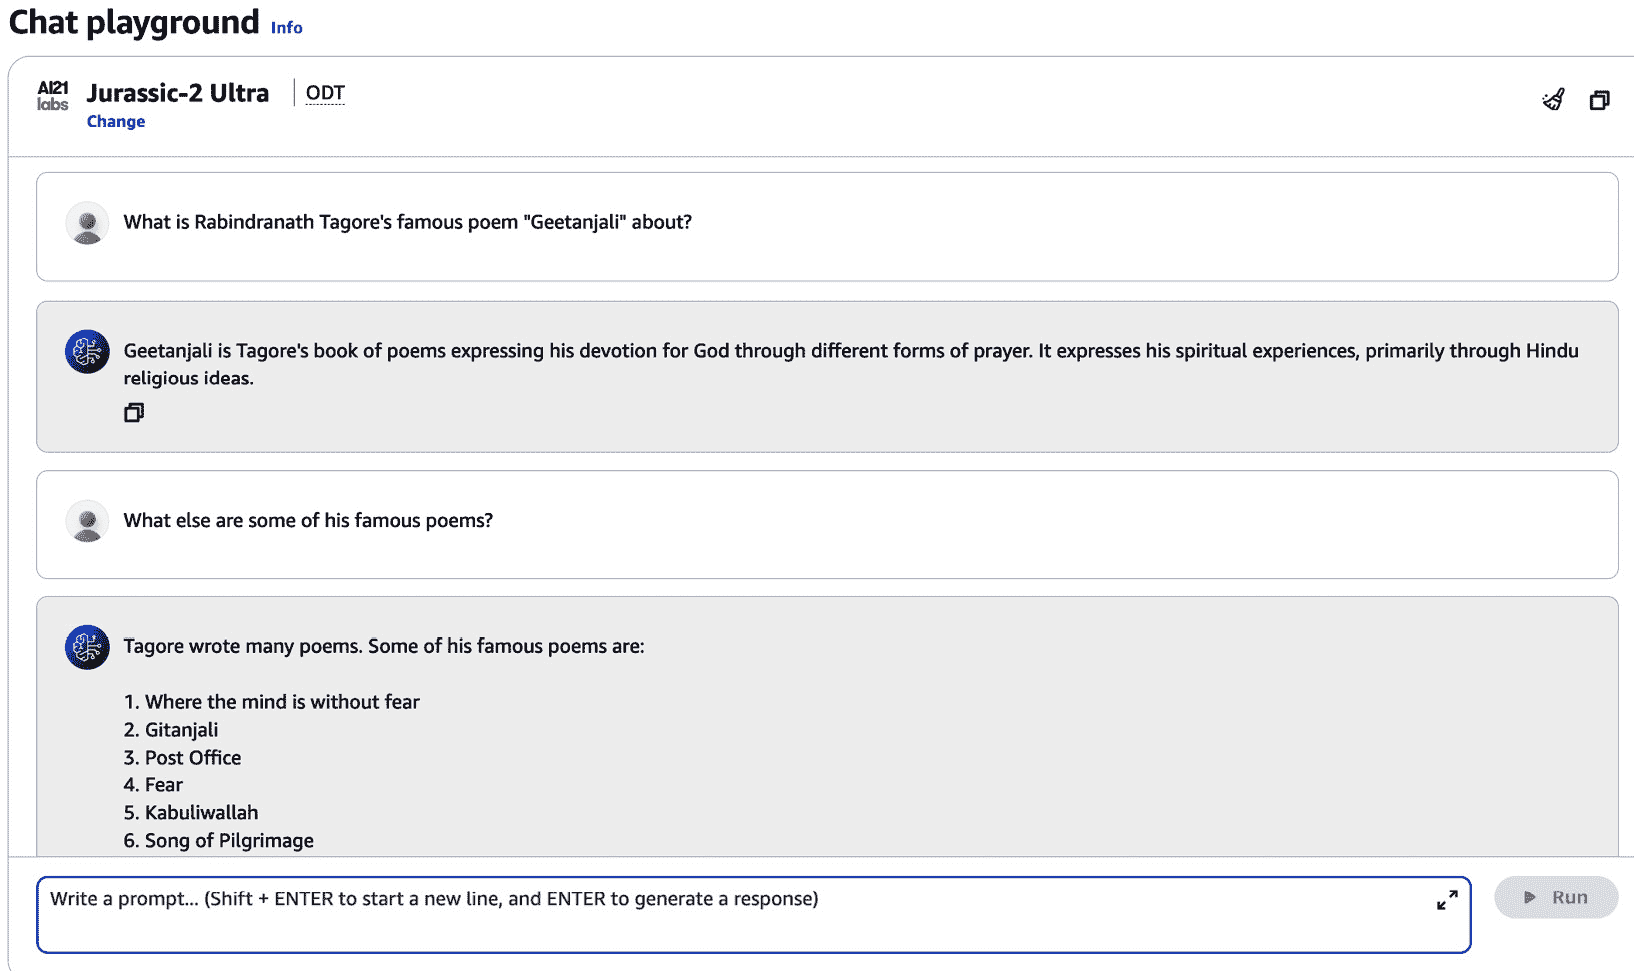 Chat playground Info
AI21 labs
Jurassic-2 Ultra | ODT
Change
What is Rabindranath Tagore's famous poem "Geetanjali" about?
Geetanjali is Tagore's book of poems expressing his devotion for God through different forms of prayer. It expresses his spiritual experiences, primarily through Hindu
religious ideas.
What else are some of his famous poems?
Tagore wrote many poems. Some of his famous poems are:
1. Where the mind is without fear
2. Gitanjali
3. Post Office
4. Fear
5. Kabuliwallah
6. Song of Pilgrimage
Write a prompt... (Shift + ENTER to start a new line, and ENTER to generate a response)
Run